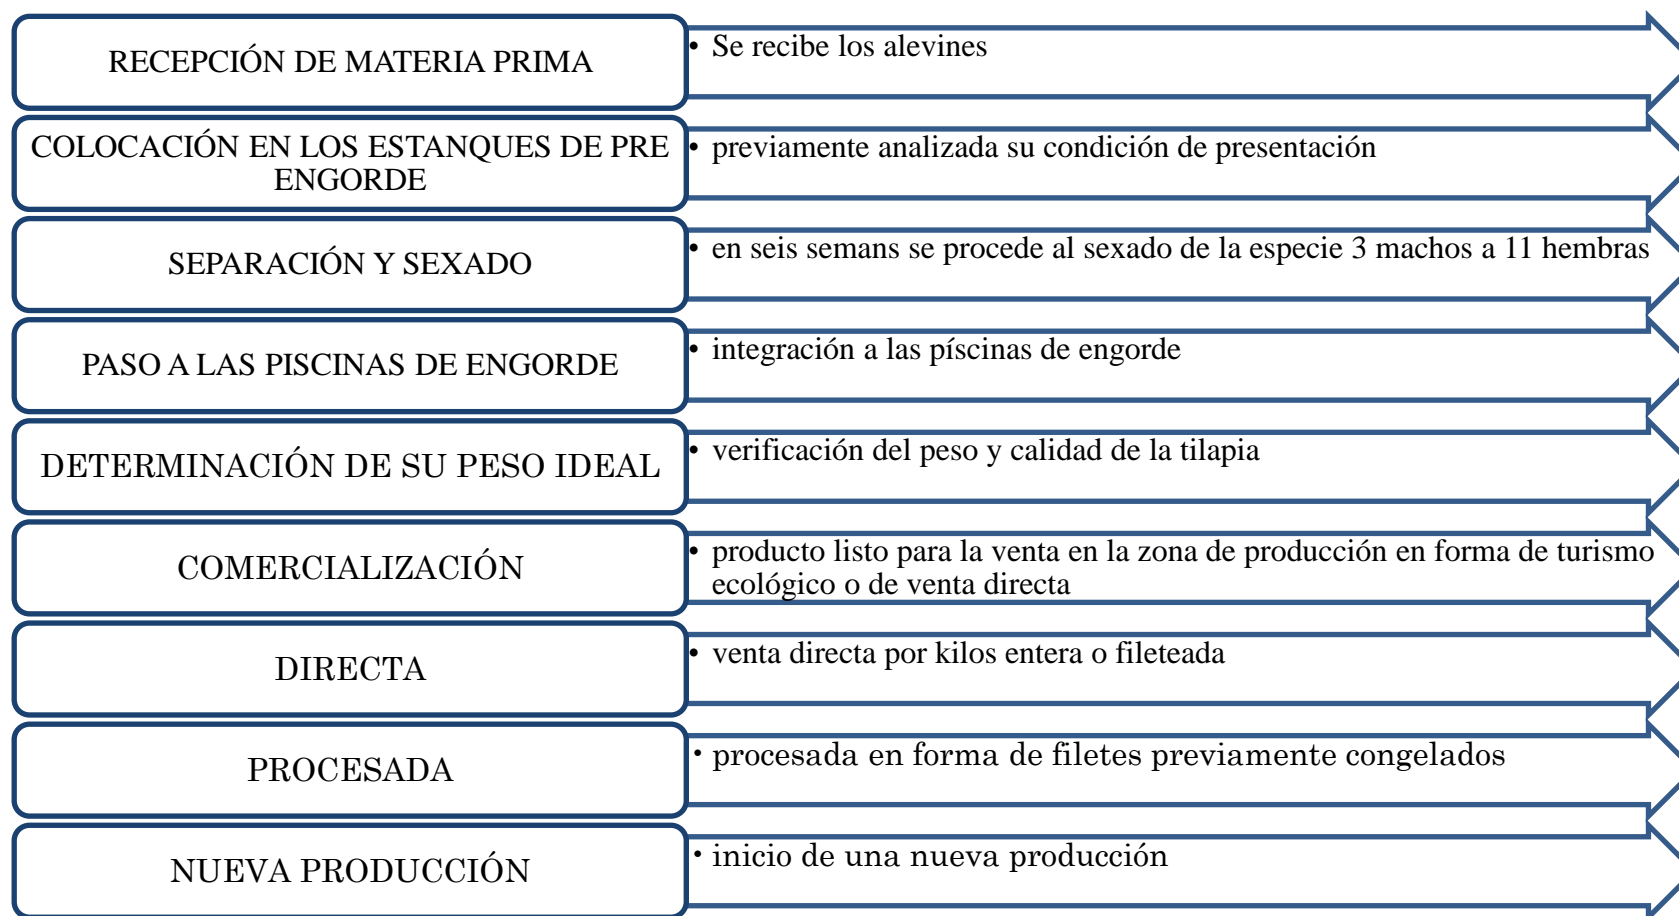 RECEPCIÓN DE MATERIA PRIMA
• Se recibe los alevines
COLOCACIÓN EN LOS ESTANQUES DE PRE
ENGORDE
• previamente analizada su condición de presentación
SEPARACIÓN Y SEXADO
• en seis semans se procede al sexado de la especie 3 machos a 11 hembras
PASO A LAS PISCINAS DE ENGORDE
• integración a las píscinas de engorde
DETERMINACIÓN DE SU PESO IDEAL
• verificación del peso y calidad de la tilapia
COMERCIALIZACIÓN
• producto listo para la venta en la zona de producción en forma de turismo
ecológico o de venta directa
DIRECTA
• venta directa por kilos entera o fileteada
PROCESADA
• procesada en forma de filetes previamente congelados
NUEVA PRODUCCIÓN
• inicio de una nueva producción